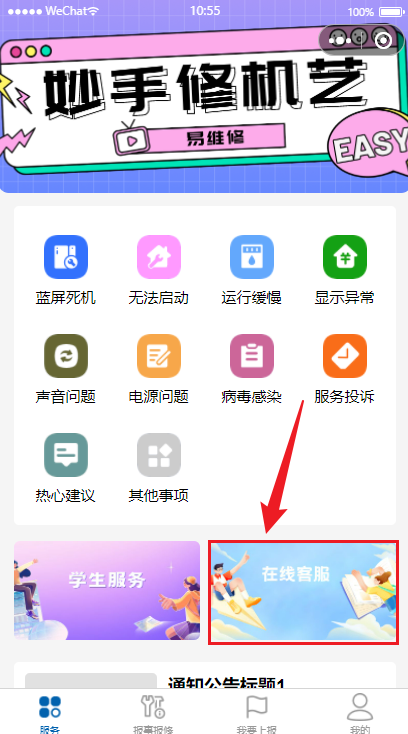 WeChat 10:55 100%
妙手修机艺
易维修
EASY
蓝屏死机 无法启动 运行缓慢 显示异常
声音问题 电源问题 病毒感染 服务投诉
热心建议 其他事项
学生服务 在线客服
通知公告标题1
服务 报事报修 我要上报 我的